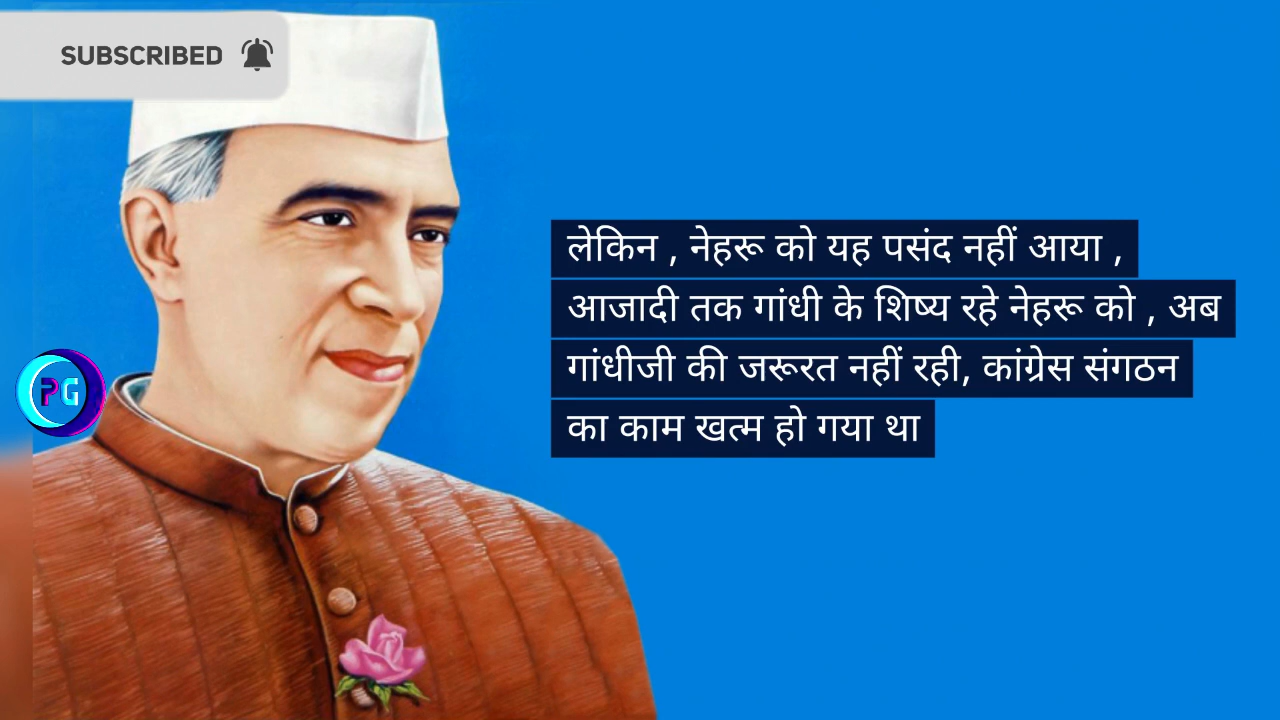 SUBSCRIBED
लेकिन , नेहरू को यह पसंद नहीं आया ,
आजादी तक गांधी के शिष्य रहे नेहरू को , अब
गांधीजी की जरूरत नहीं रही, कांग्रेस संगठन
का काम खत्म हो गया था
PG